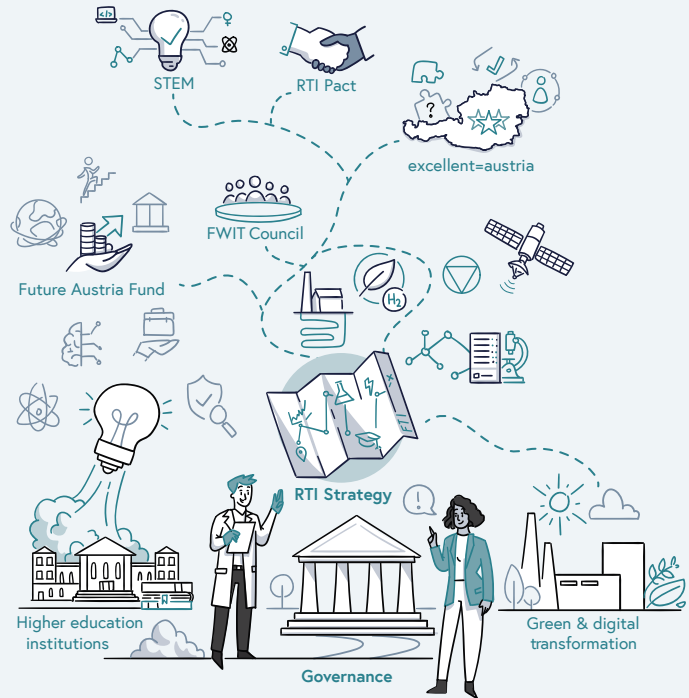 </>
STEM
RTI Pact
?
excellent=austria
FWIT Council
Future Austria Fund
H2
FTI
RTI Strategy
!
Higher education
institutions
Green & digital
transformation
Governance